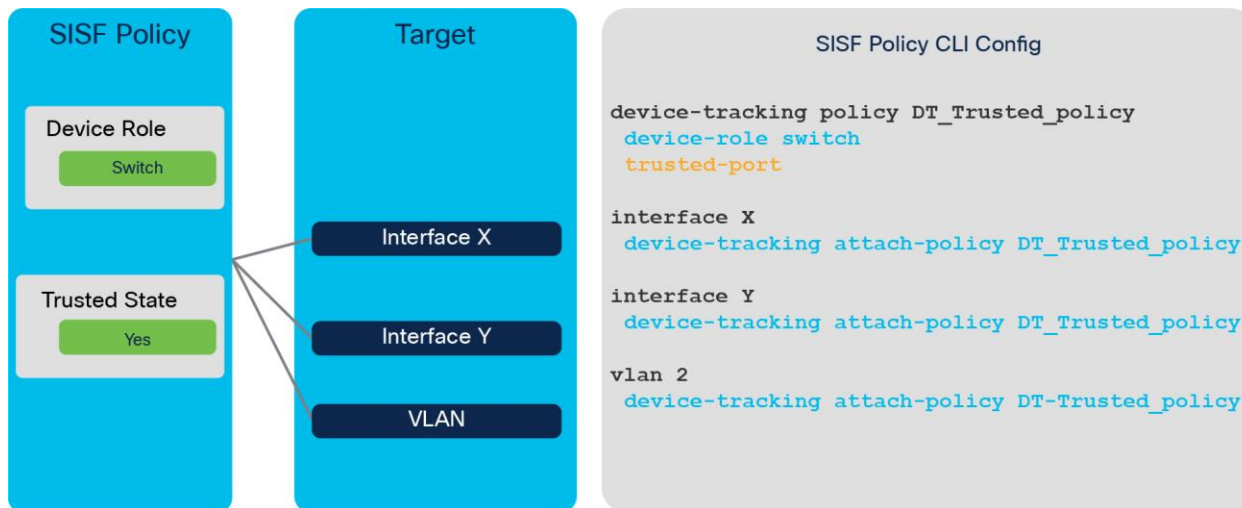 SISF Policy
Device Role
Switch
Trusted State
Yes
Target
Interface X
Interface Y
VLAN
SISF Policy CLI Config
device-tracking policy DT_Trusted_policy
device-role switch
trusted-port
interface X
device-tracking attach-policy DT_Trusted_policy
interface Y
device-tracking attach-policy DT_Trusted_policy
vlan 2
device-tracking attach-policy DT-Trusted_policy